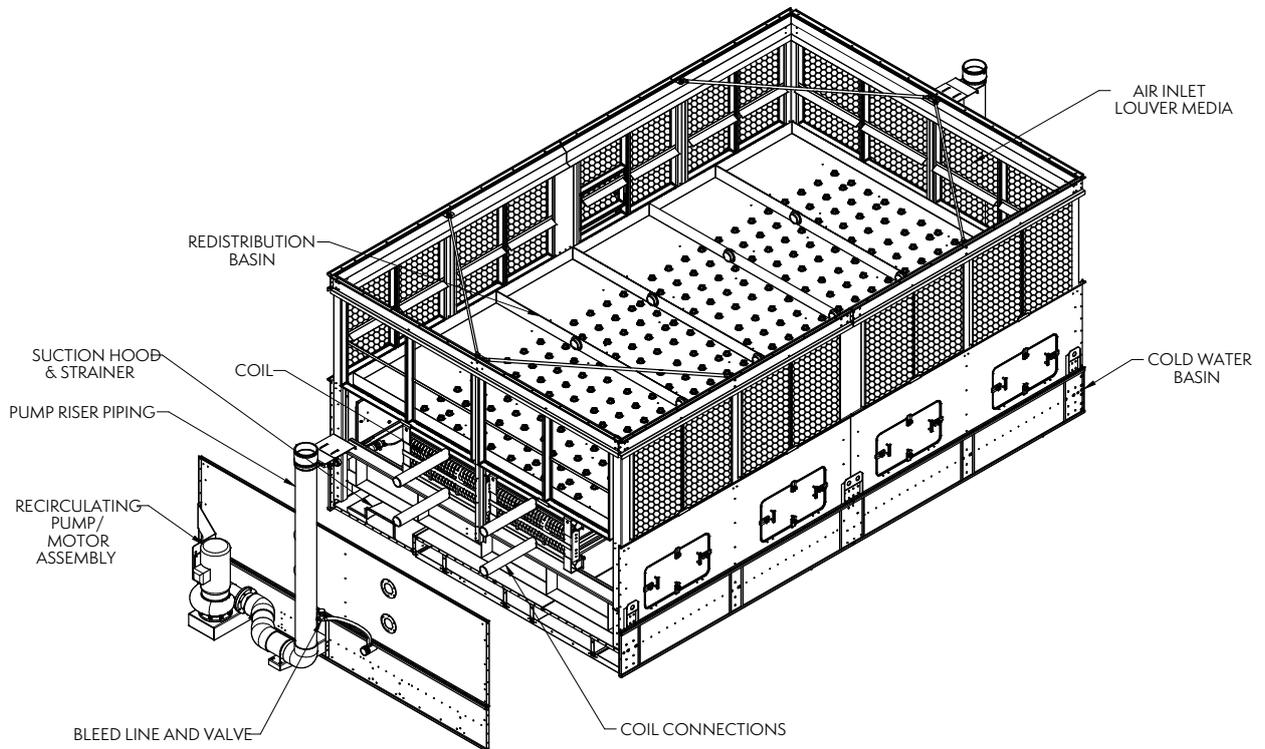 AIR INLET
LOUVER MEDIA
REDISTRIBUTION
BASIN
SUCTION HOOD
& STRAINER
COIL
COLD WATER
BASIN
PUMP RISER PIPING
RECIRCULATING
PUMP/
MOTOR
ASSEMBLY
BLEED LINE AND VALVE
COIL CONNECTIONS